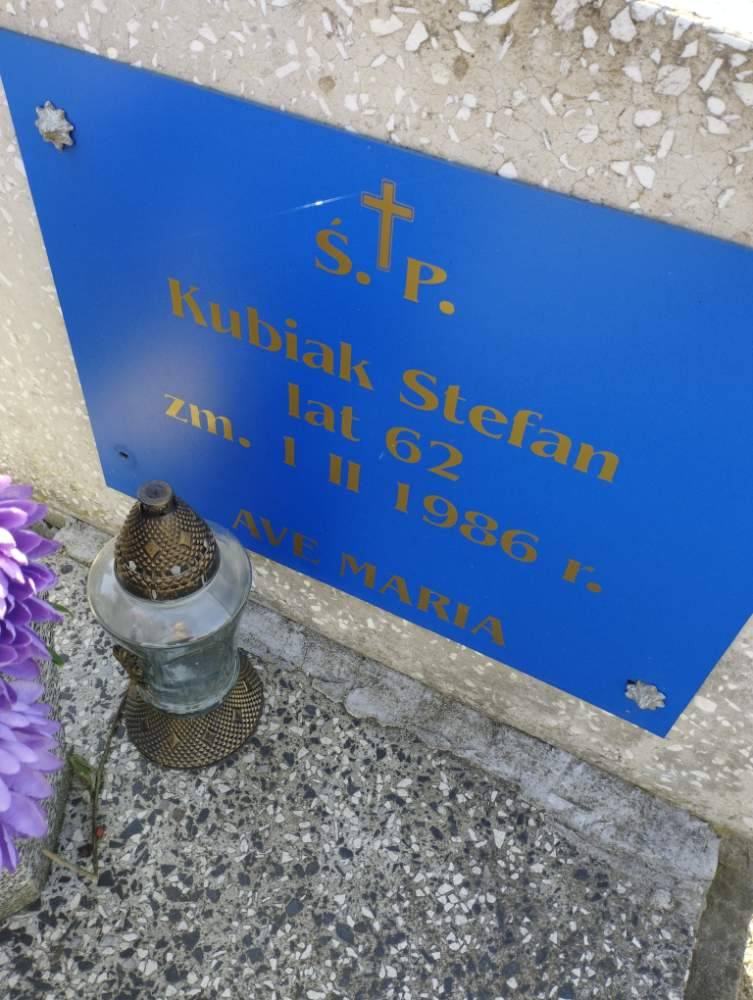 Ś. P.
Kubiak Stefan
lat 62
zm. 1 II 1986 r.
AVE MARIA